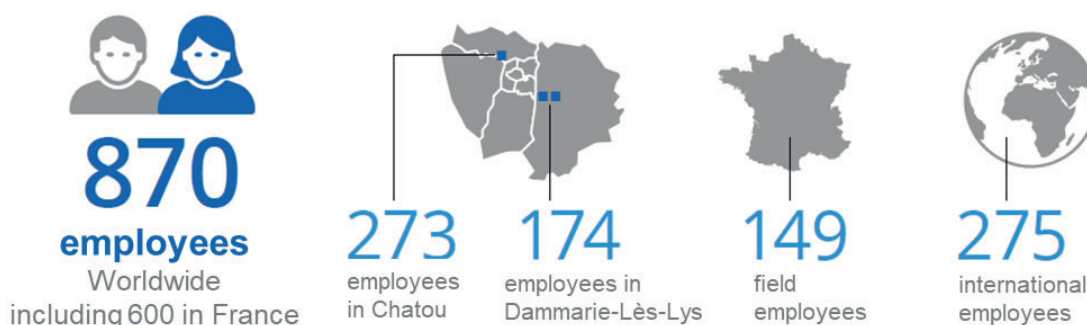 870
employees
Worldwide
including 600 in France
273
employees
in Chatou
174
employees in
Dammarie-Lès-Lys
149
field
employees
275
international
employees